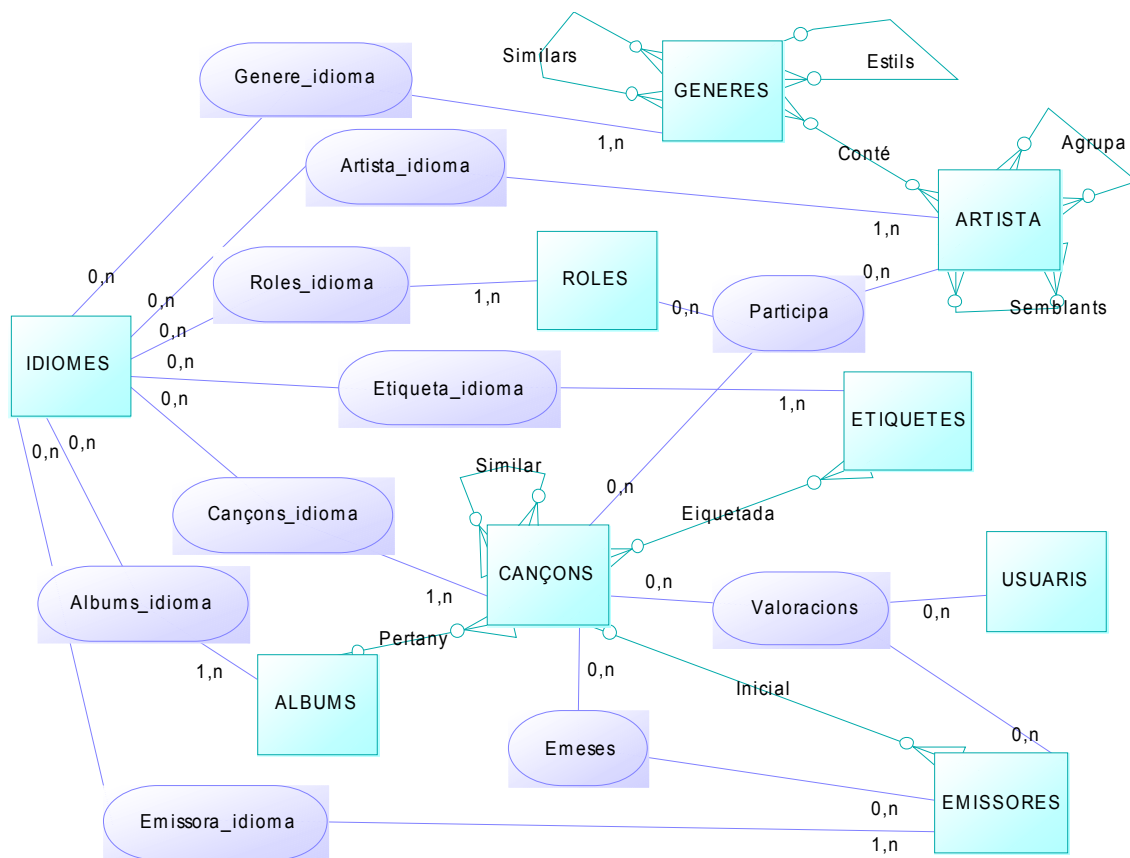 Similars
Genere_idioma
GENERES
Estils
1,n
Conté
Agrupa
Artista_idioma
1,n
ARTISTA
0,n
0,n
Roles_idioma
1,n
ROLES
0,n
Participa
0,n
Semblants
0,n
0,n
IDIOMES
0,n
Etiqueta_idioma
1,n
ETIQUETES
0,n
0,n
0,n
Similar
0,n
Eiquetada
Cançons_idioma
CANÇONS
0,n
Valoracions
0,n
USUARIS
1,n
Albums_idioma
Pertany
1,n
ALBUMS
0,n
Inicial
0,n
Emeses
0,n
EMISSORES
Emissora_idioma
1,n